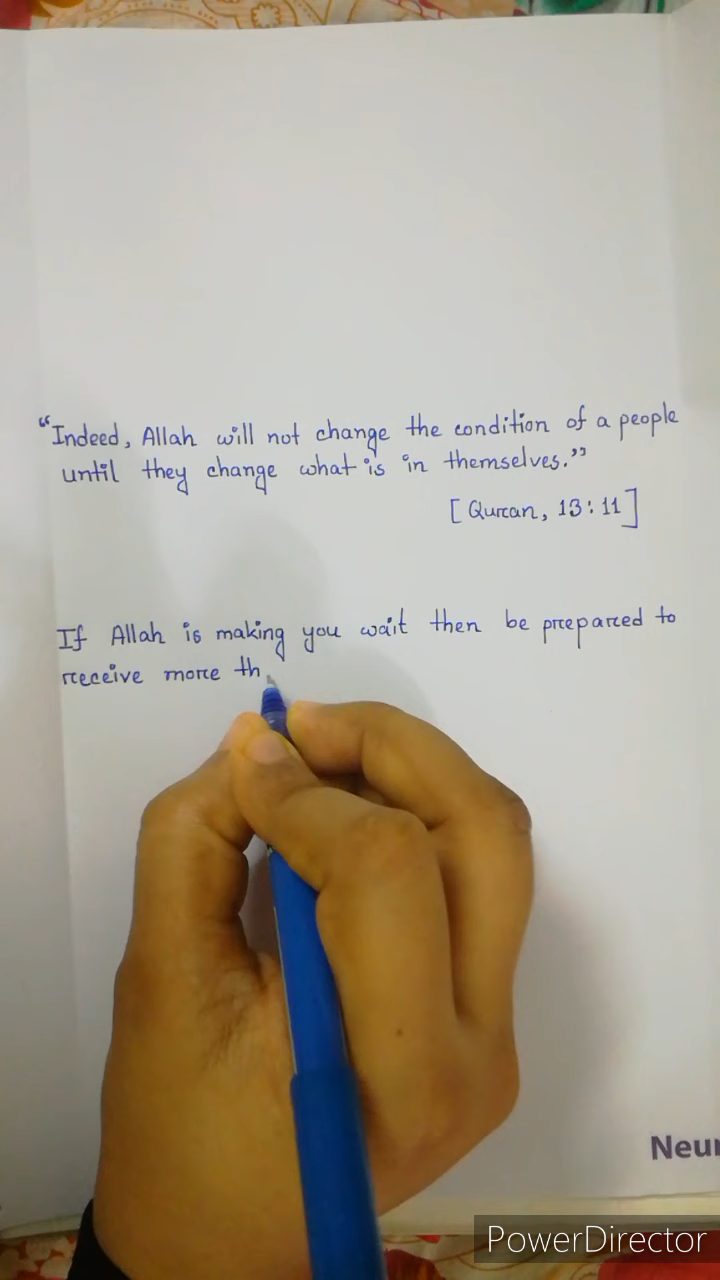 “Indeed, Allah will not change the condition of a people
until they change what is in themselves.”
[Quran, 13:11]
If Allah is making you wait then be prepared to
receive more th
Neur
PowerDirector